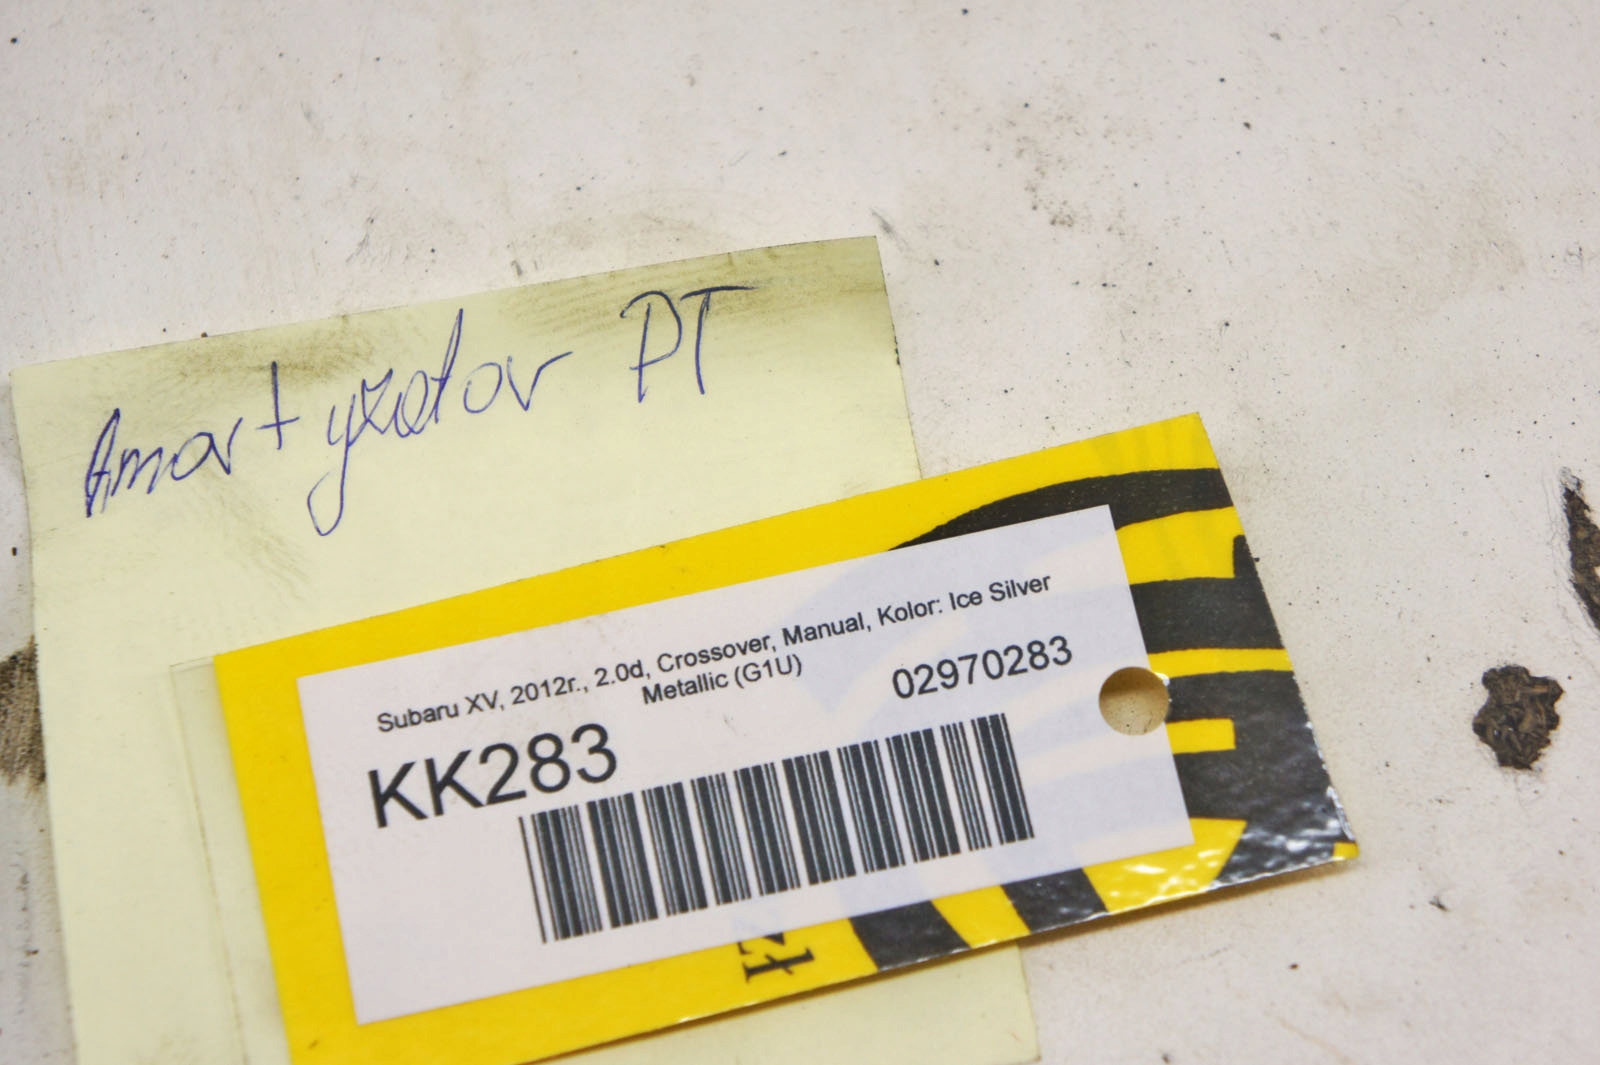 Amortyzator PT
Subaru XV, 2012r., 2.0d, Crossover, Manual, Kolor: Ice Silver
Metallic (G1U)
02970283
KK283